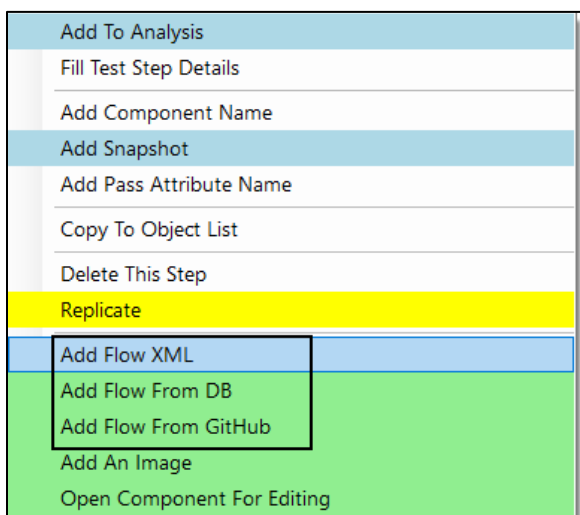 Add To Analysis
Fill Test Step Details
Add Component Name
Add Snapshot
Add Pass Attribute Name
Copy To Object List
Delete This Step
Replicate
Add Flow XML
Add Flow From DB
Add Flow From GitHub
Add An Image
Open Component For Editing